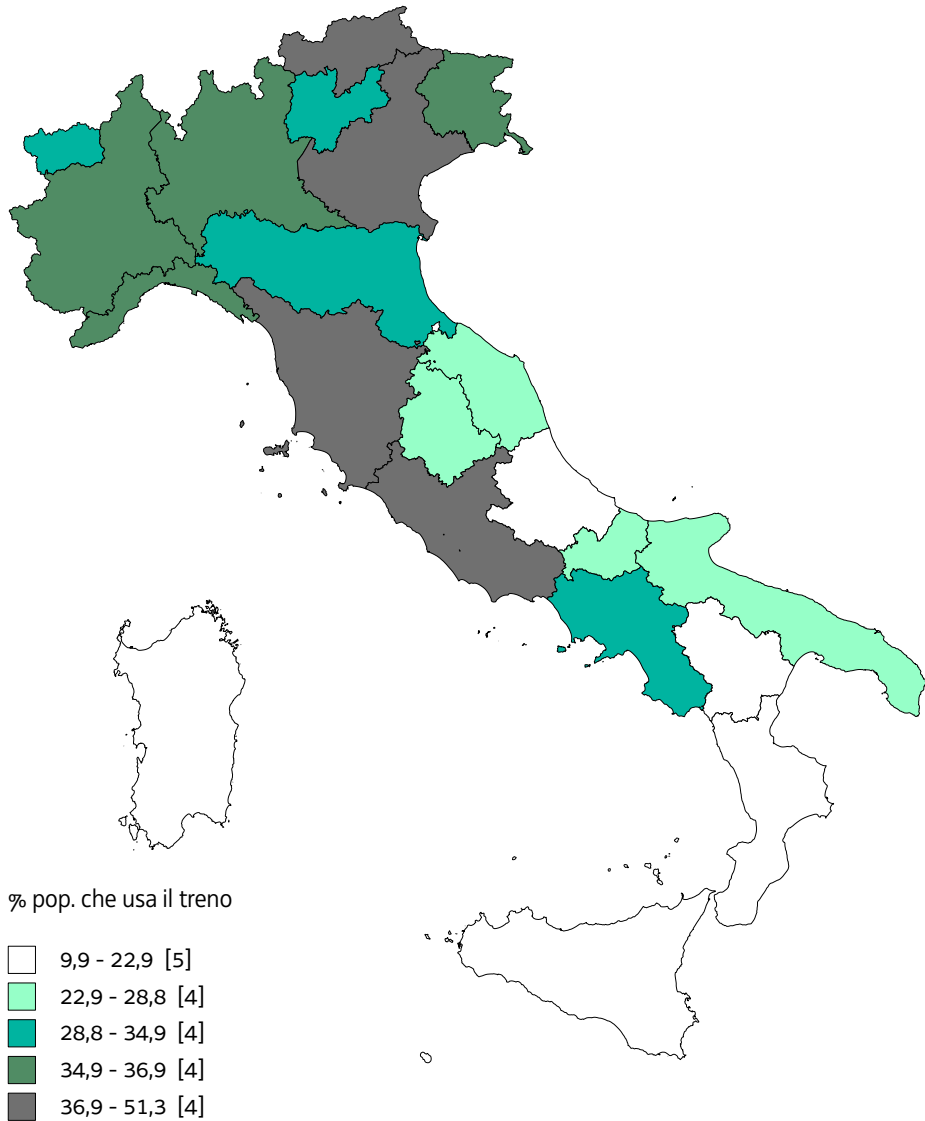 % pop. che usa il treno
9,9 - 22,9 [5]
22,9 - 28,8 [4]
28,8 - 34,9 [4]
34,9 - 36,9 [4]
36,9 - 51,3 [4]